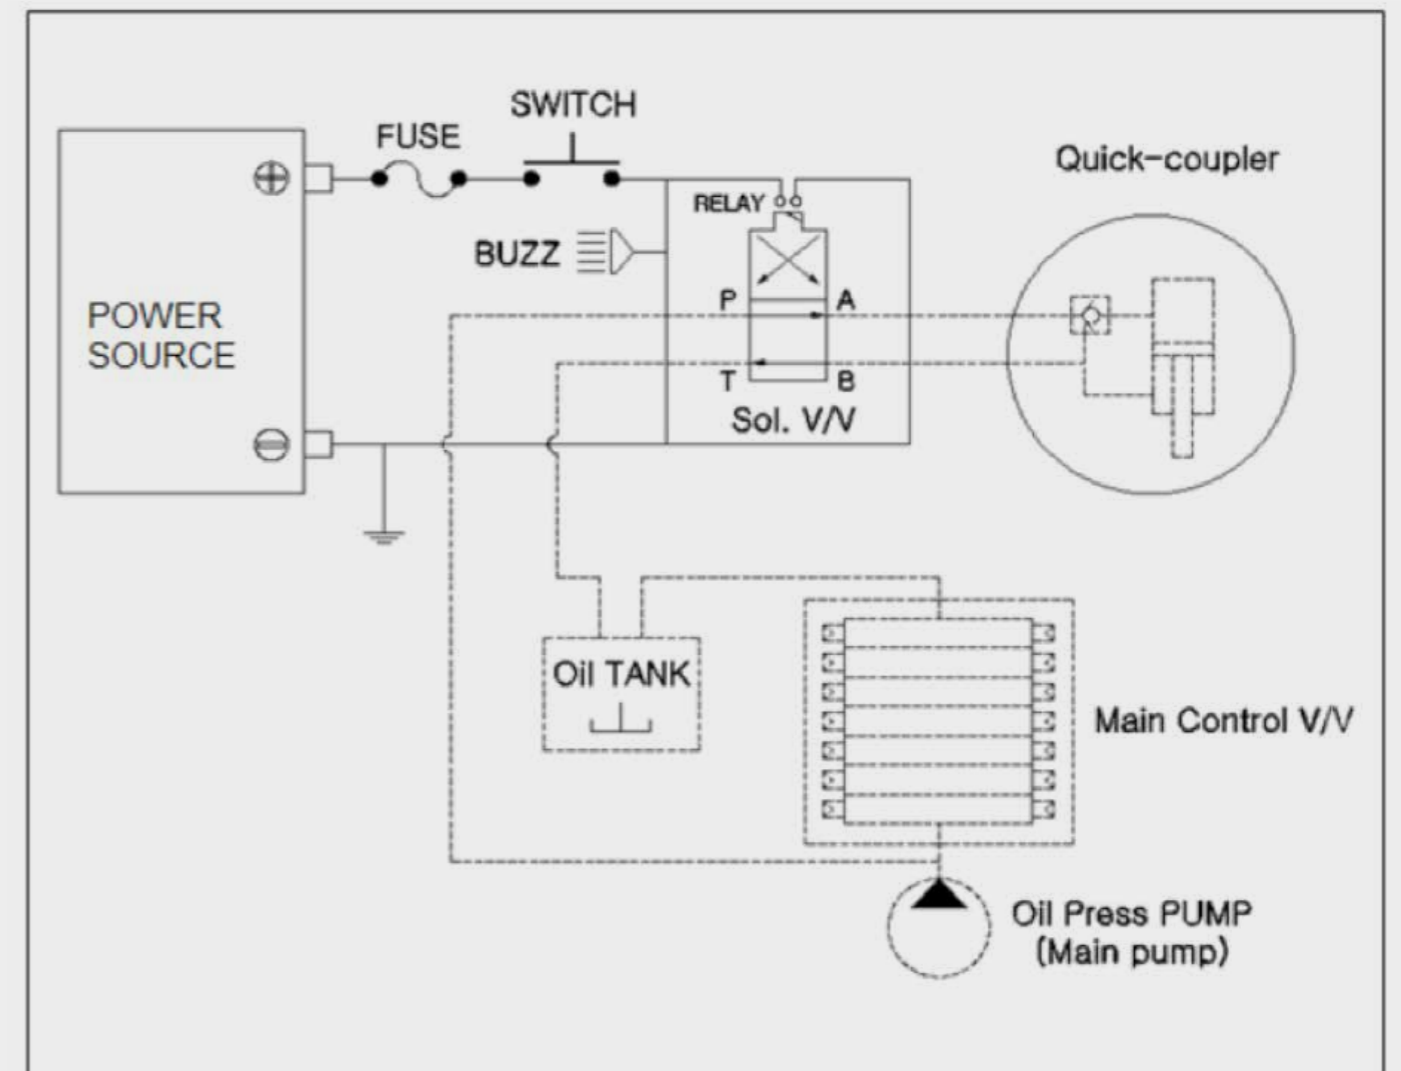 SWITCH
FUSE
Quick-coupler
RELAY
BUZZ
P
A
POWER
SOURCE
T
B
Sol. V/V
Oil TANK
Main Control V/V
Oil Press PUMP
(Main pump)